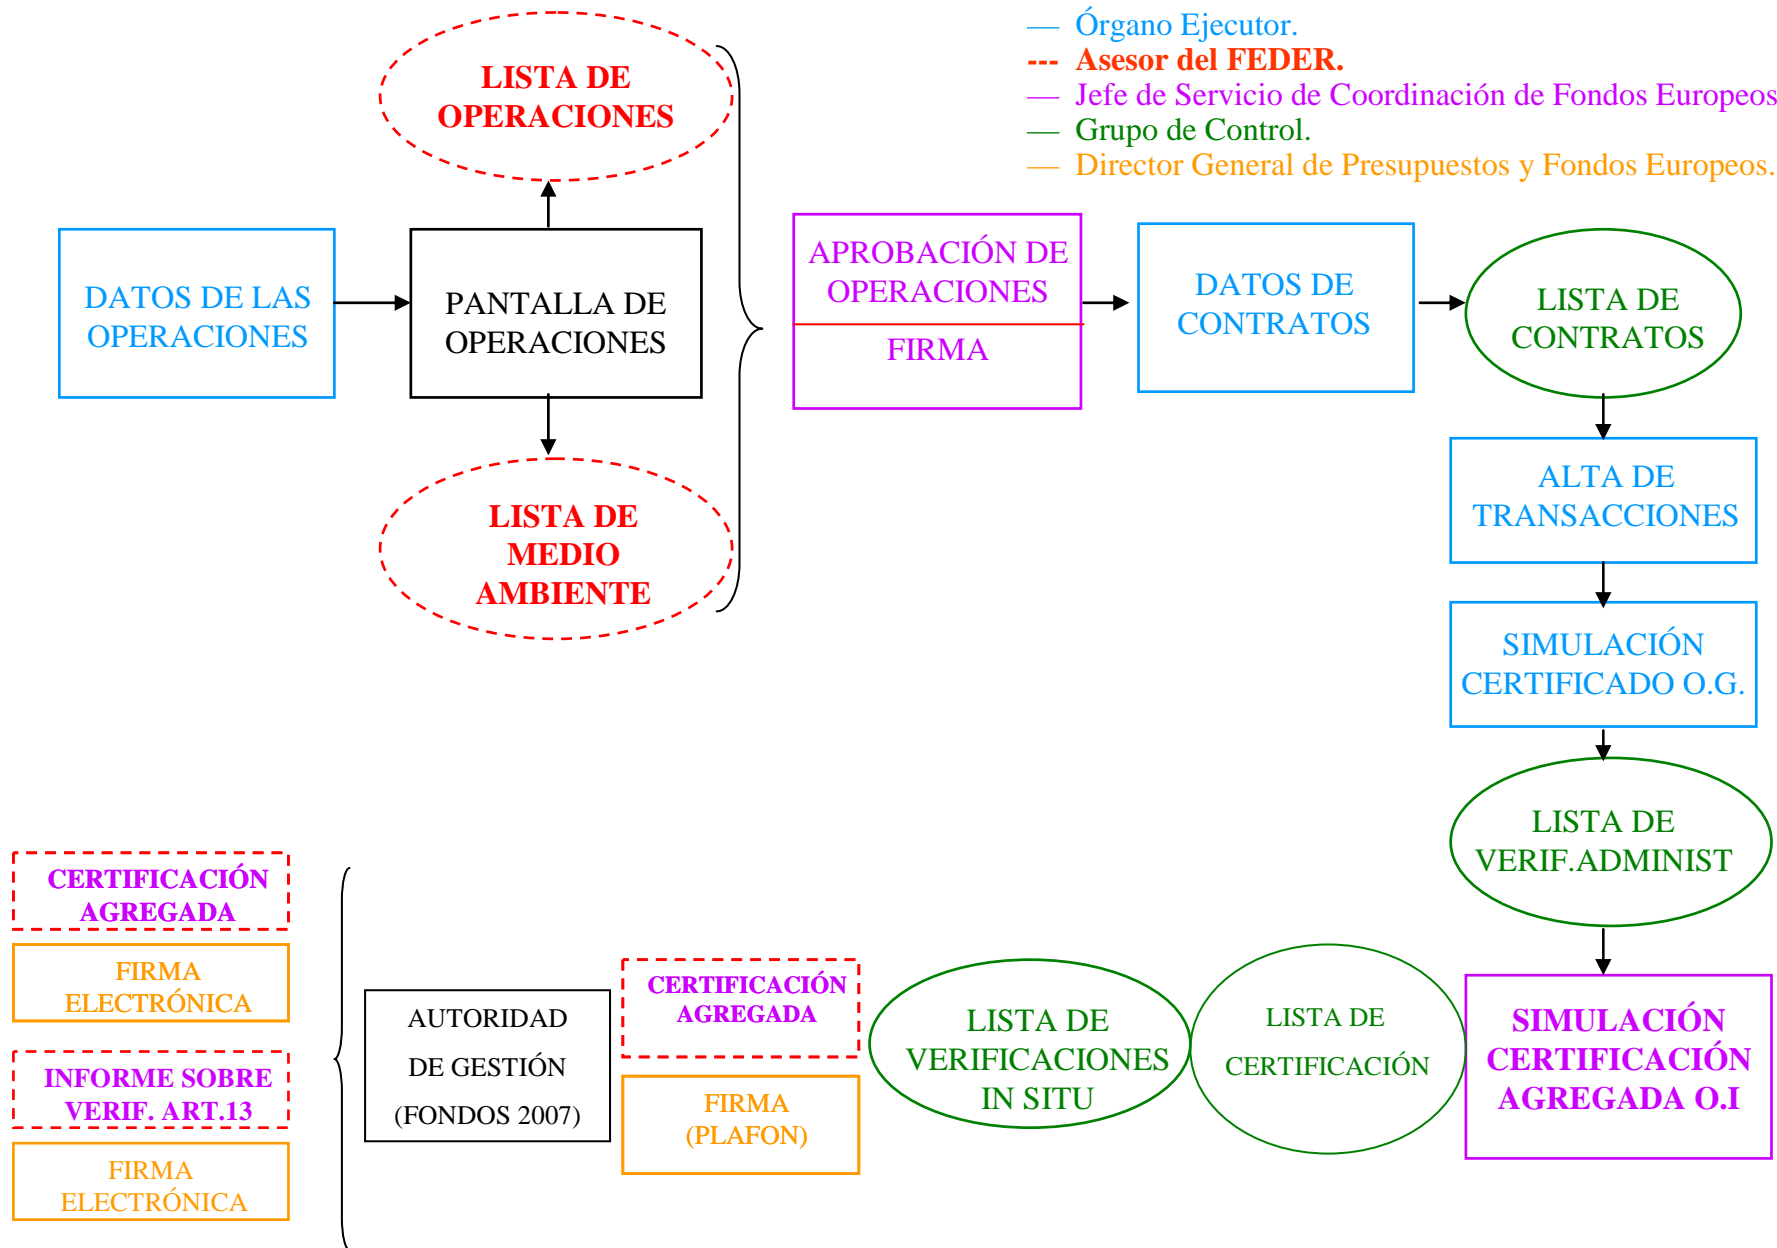 — Órgano Ejecutor.
--- Asesor del FEDER.
— Jefe de Servicio de Coordinación de Fondos Europeos
— Grupo de Control.
— Director General de Presupuestos y Fondos Europeos.
LISTA DE
OPERACIONES
DATOS DE LAS
OPERACIONES
PANTALLA DE
OPERACIONES
LISTA DE
MEDIO
AMBIENTE
APROBACIÓN DE
OPERACIONES
FIRMA
DATOS DE
CONTRATOS
LISTA DE
CONTRATOS
ALTA DE
TRANSACCIONES
SIMULACIÓN
CERTIFICADO O.G.
LISTA DE
VERIF.ADMINIST
SIMULACIÓN
CERTIFICACIÓN
AGREGADA O.I
LISTA DE
CERTIFICACIÓN
LISTA DE
VERIFICACIONES
IN SITU
CERTIFICACIÓN
AGREGADA
FIRMA
(PLAFON)
AUTORIDAD
DE GESTIÓN
(FONDOS 2007)
CERTIFICACIÓN
AGREGADA
FIRMA
ELECTRÓNICA
INFORME SOBRE
VERIF. ART.13
FIRMA
ELECTRÓNICA